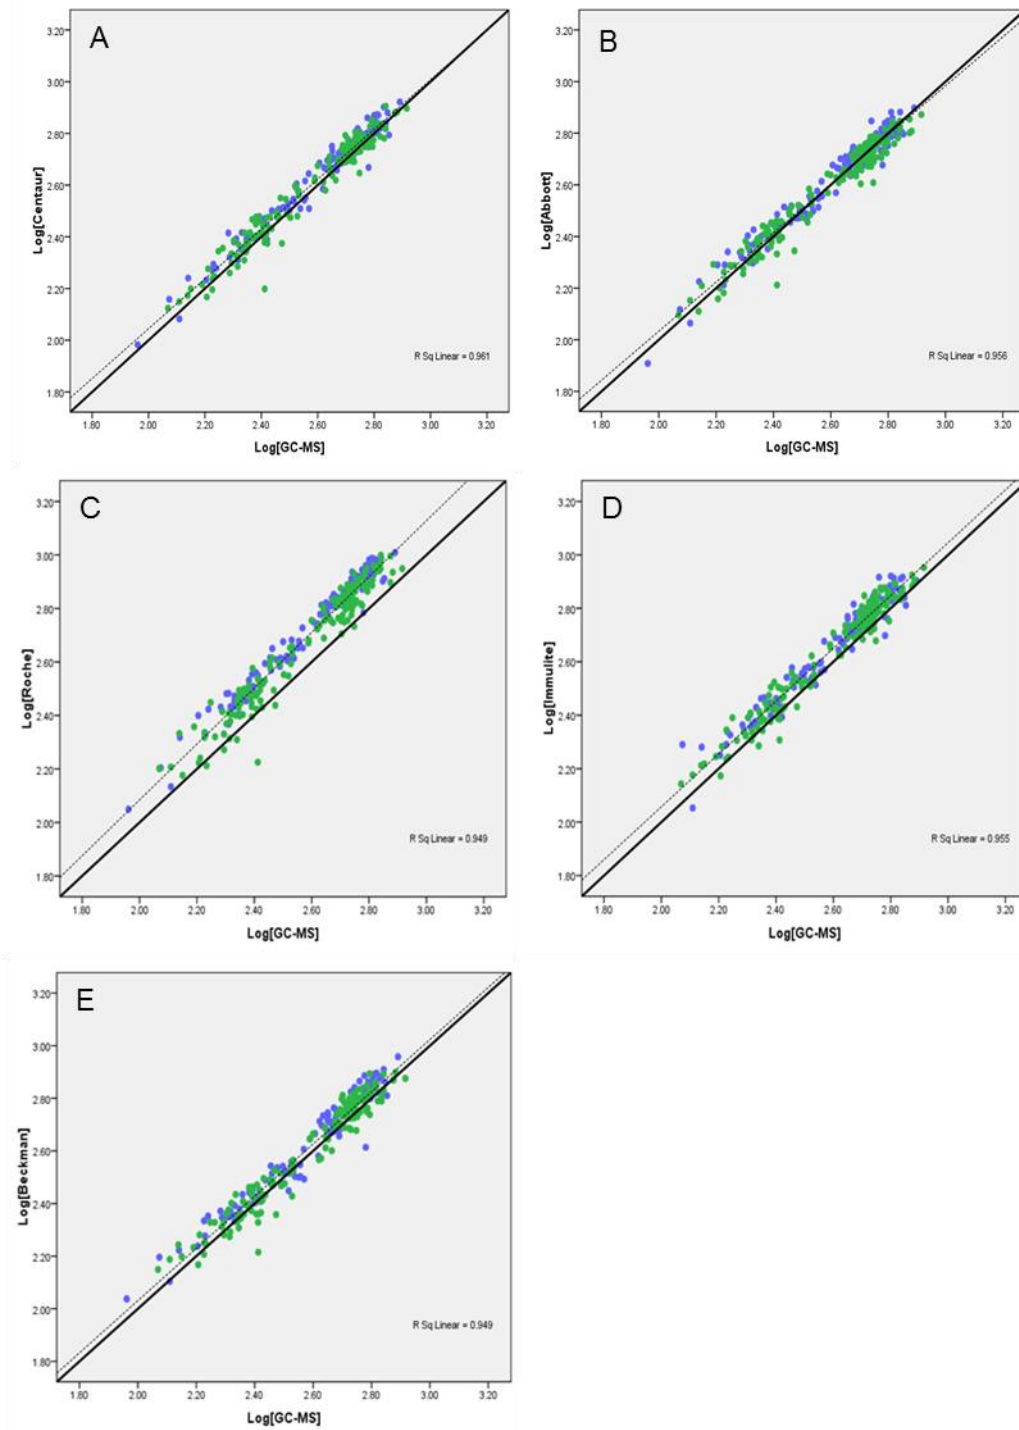 A
3.20
3.00
2.80
2.60
2.40
2.20
2.00
1.80
Log[Centaur]
R Sq Linear = 0.961
1.80 2.00 2.20 2.40 2.60 2.80 3.00 3.20
Log[GC-MS]
B
3.20
3.00
2.80
2.60
2.40
2.20
2.00
1.80
Log[Abbott]
R Sq Linear = 0.956
1.80 2.00 2.20 2.40 2.60 2.80 3.00 3.20
Log[GC-MS]
C
3.20
3.00
2.80
2.60
2.40
2.20
2.00
1.80
Log[Roche]
R Sq Linear = 0.949
1.80 2.00 2.20 2.40 2.60 2.80 3.00 3.20
Log[GC-MS]
D
3.20
3.00
2.80
2.60
2.40
2.20
2.00
1.80
Log[Immulite]
R Sq Linear = 0.955
1.80 2.00 2.20 2.40 2.60 2.80 3.00 3.20
Log[GC-MS]
E
3.20
3.00
2.80
2.60
2.40
2.20
2.00
1.80
Log[Beckman]
R Sq Linear = 0.949
1.80 2.00 2.20 2.40 2.60 2.80 3.00 3.20
Log[GC-MS]